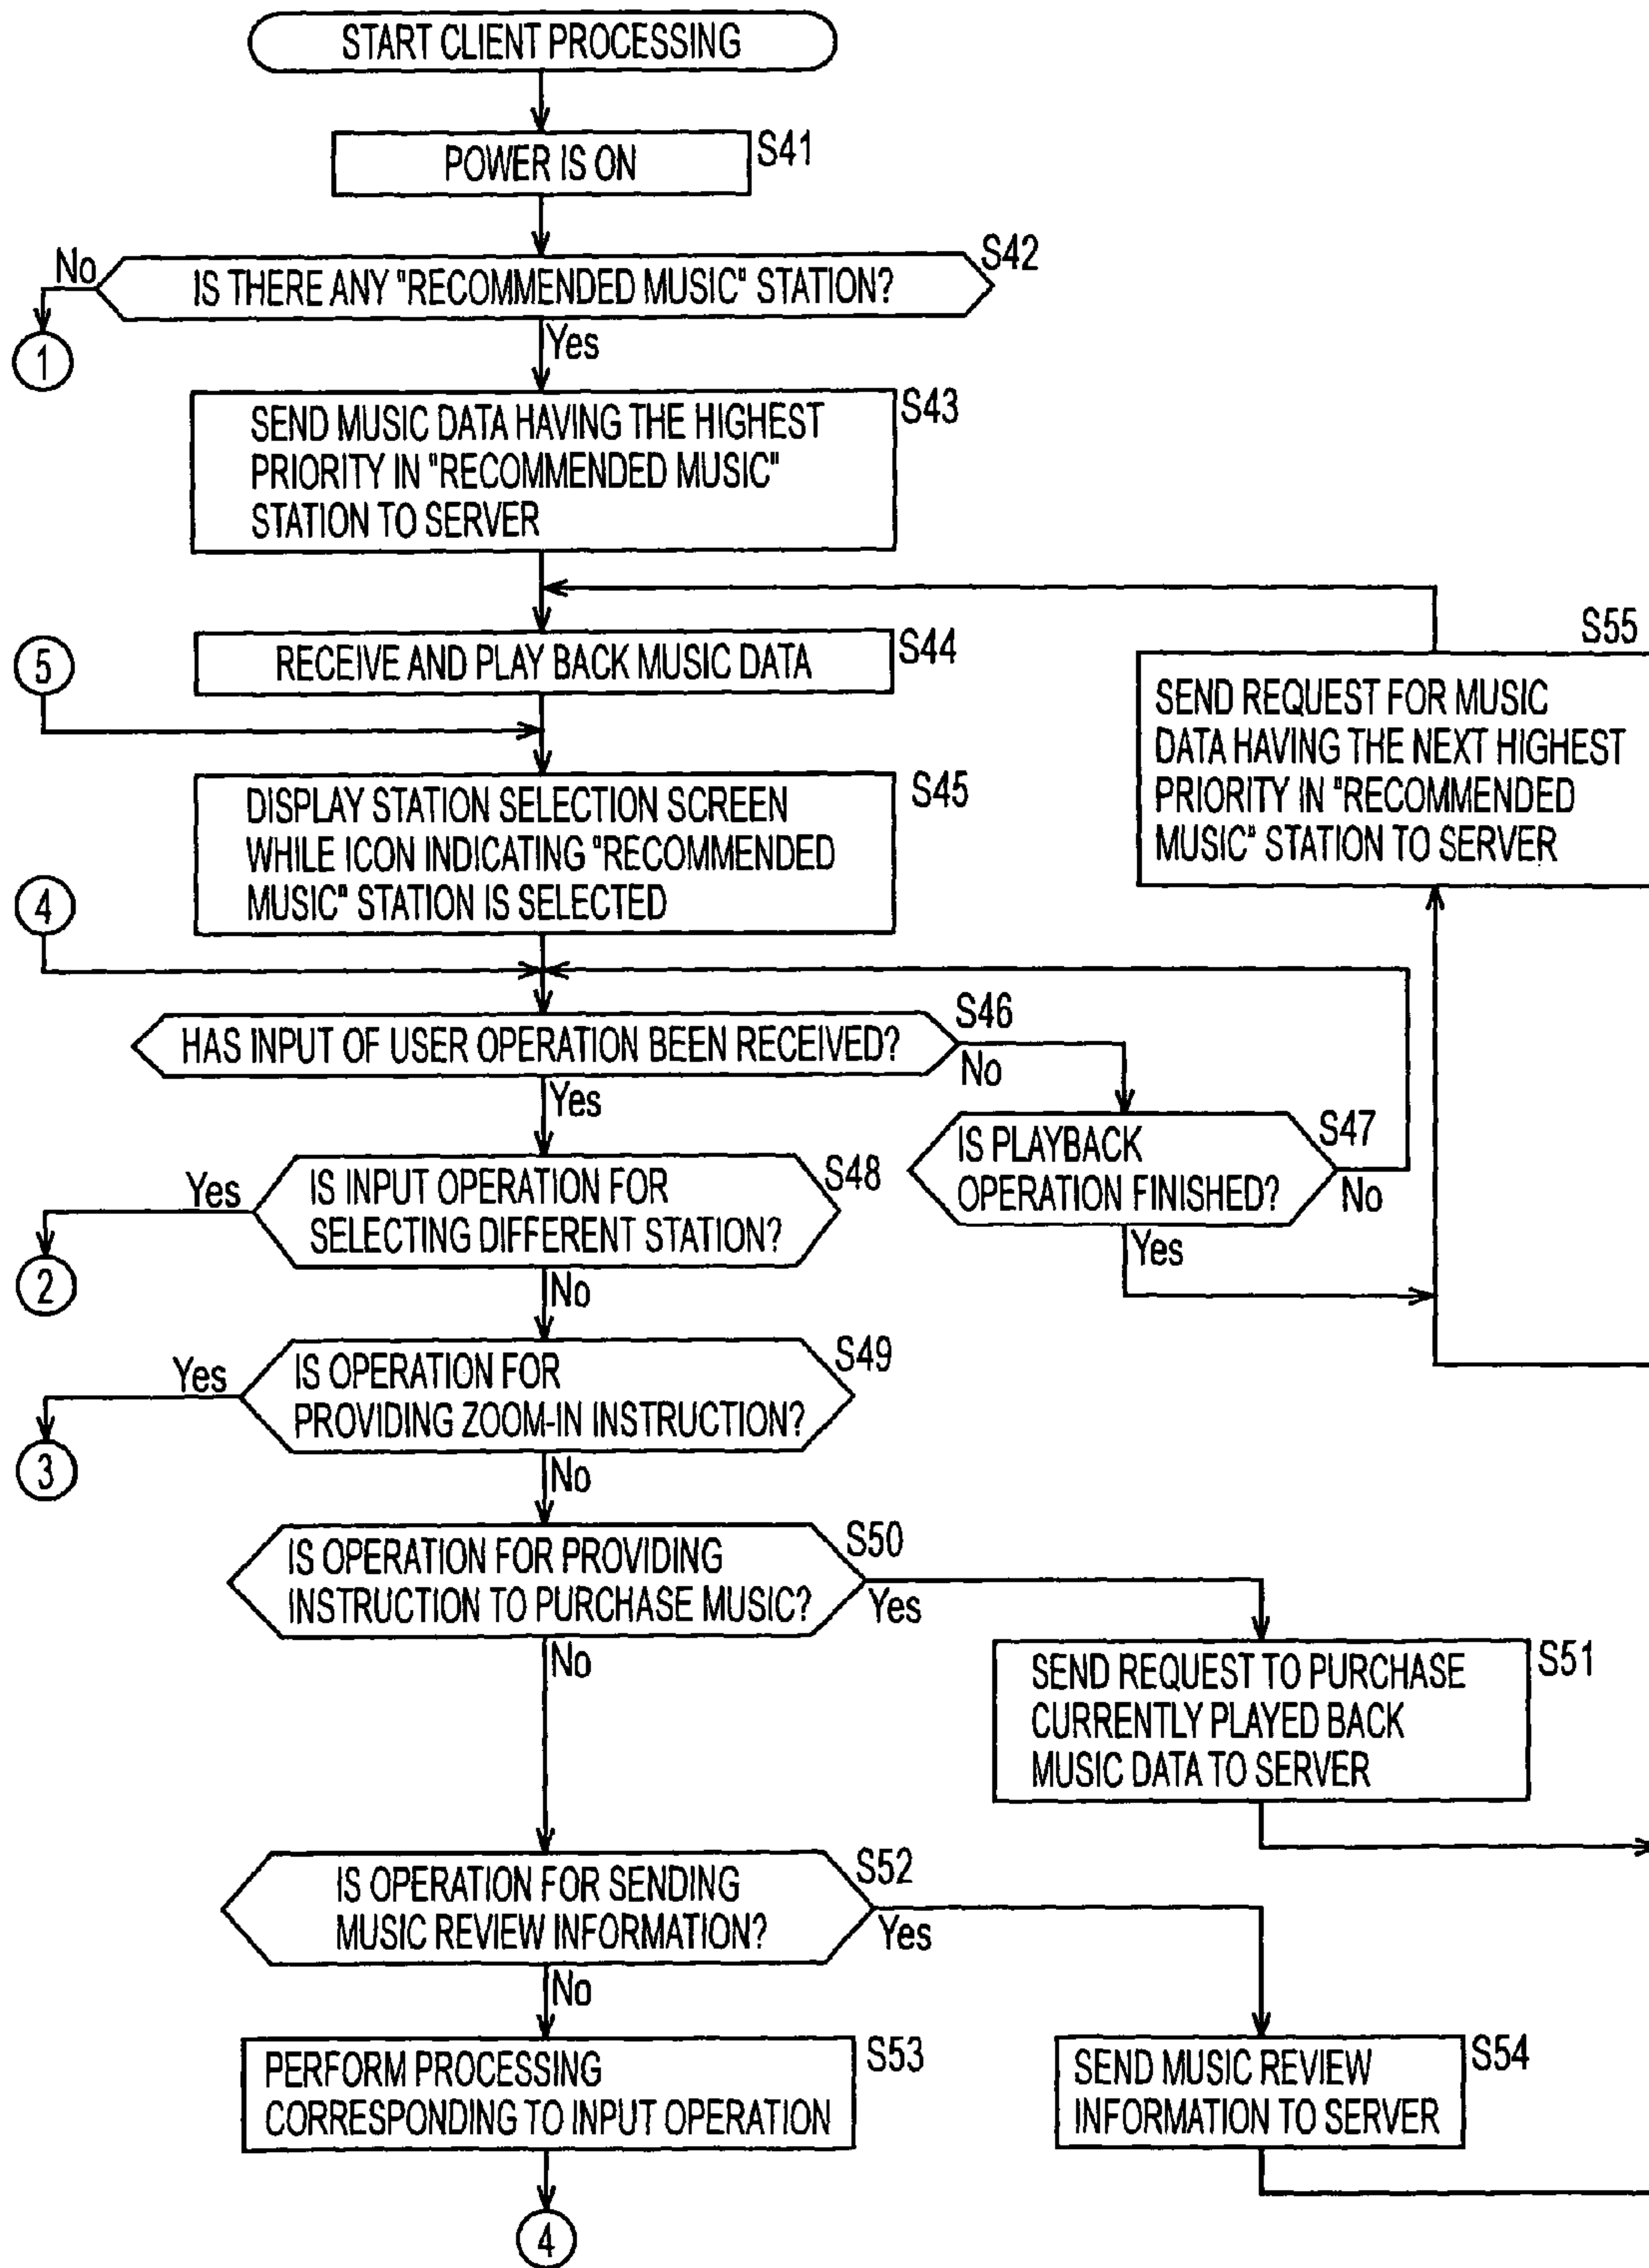 START CLIENT PROCESSING
POWER IS ON
S41
IS THERE ANY "RECOMMENDED MUSIC" STATION?
S42
No
Yes
1
SEND MUSIC DATA HAVING THE HIGHEST
PRIORITY IN "RECOMMENDED MUSIC"
STATION TO SERVER
S43
RECEIVE AND PLAY BACK MUSIC DATA
S44
5
DISPLAY STATION SELECTION SCREEN
WHILE ICON INDICATING "RECOMMENDED
MUSIC" STATION IS SELECTED
S45
4
S55
SEND REQUEST FOR MUSIC
DATA HAVING THE NEXT HIGHEST
PRIORITY IN "RECOMMENDED
MUSIC" STATION TO SERVER
HAS INPUT OF USER OPERATION BEEN RECEIVED?
S46
No
Yes
IS PLAYBACK
OPERATION FINISHED?
S47
No
Yes
IS INPUT OPERATION FOR
SELECTING DIFFERENT STATION?
S48
Yes
2
No
IS OPERATION FOR
PROVIDING ZOOM-IN INSTRUCTION?
S49
Yes
3
No
IS OPERATION FOR PROVIDING
INSTRUCTION TO PURCHASE MUSIC?
S50
Yes
No
SEND REQUEST TO PURCHASE
CURRENTLY PLAYED BACK
MUSIC DATA TO SERVER
S51
IS OPERATION FOR SENDING
MUSIC REVIEW INFORMATION?
S52
Yes
No
PERFORM PROCESSING
CORRESPONDING TO INPUT OPERATION
S53
SEND MUSIC REVIEW
INFORMATION TO SERVER
S54
4